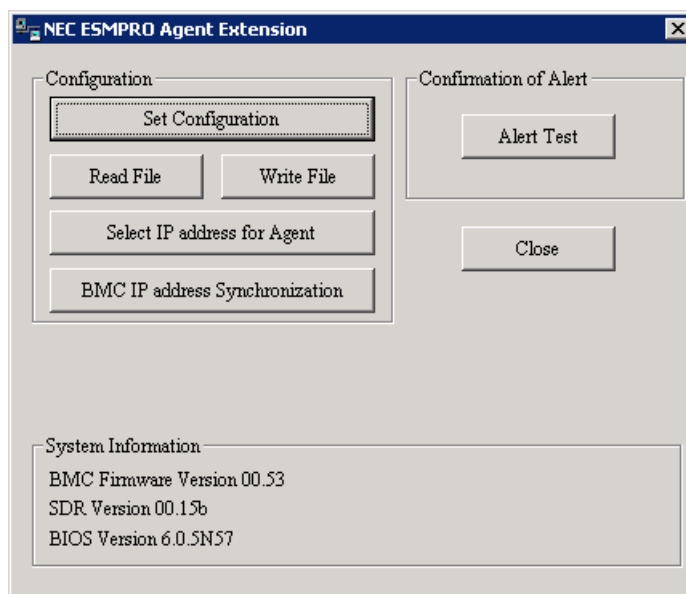 NEC ESMPRO Agent Extension
Configuration
Set Configuration
Read File
Write File
Select IP address for Agent
BMC IP address Synchronization
Confirmation of Alert
Alert Test
Close
System Information
BMC Firmware Version 00.53
SDR Version 00.15b
BIOS Version 6.0.5N57